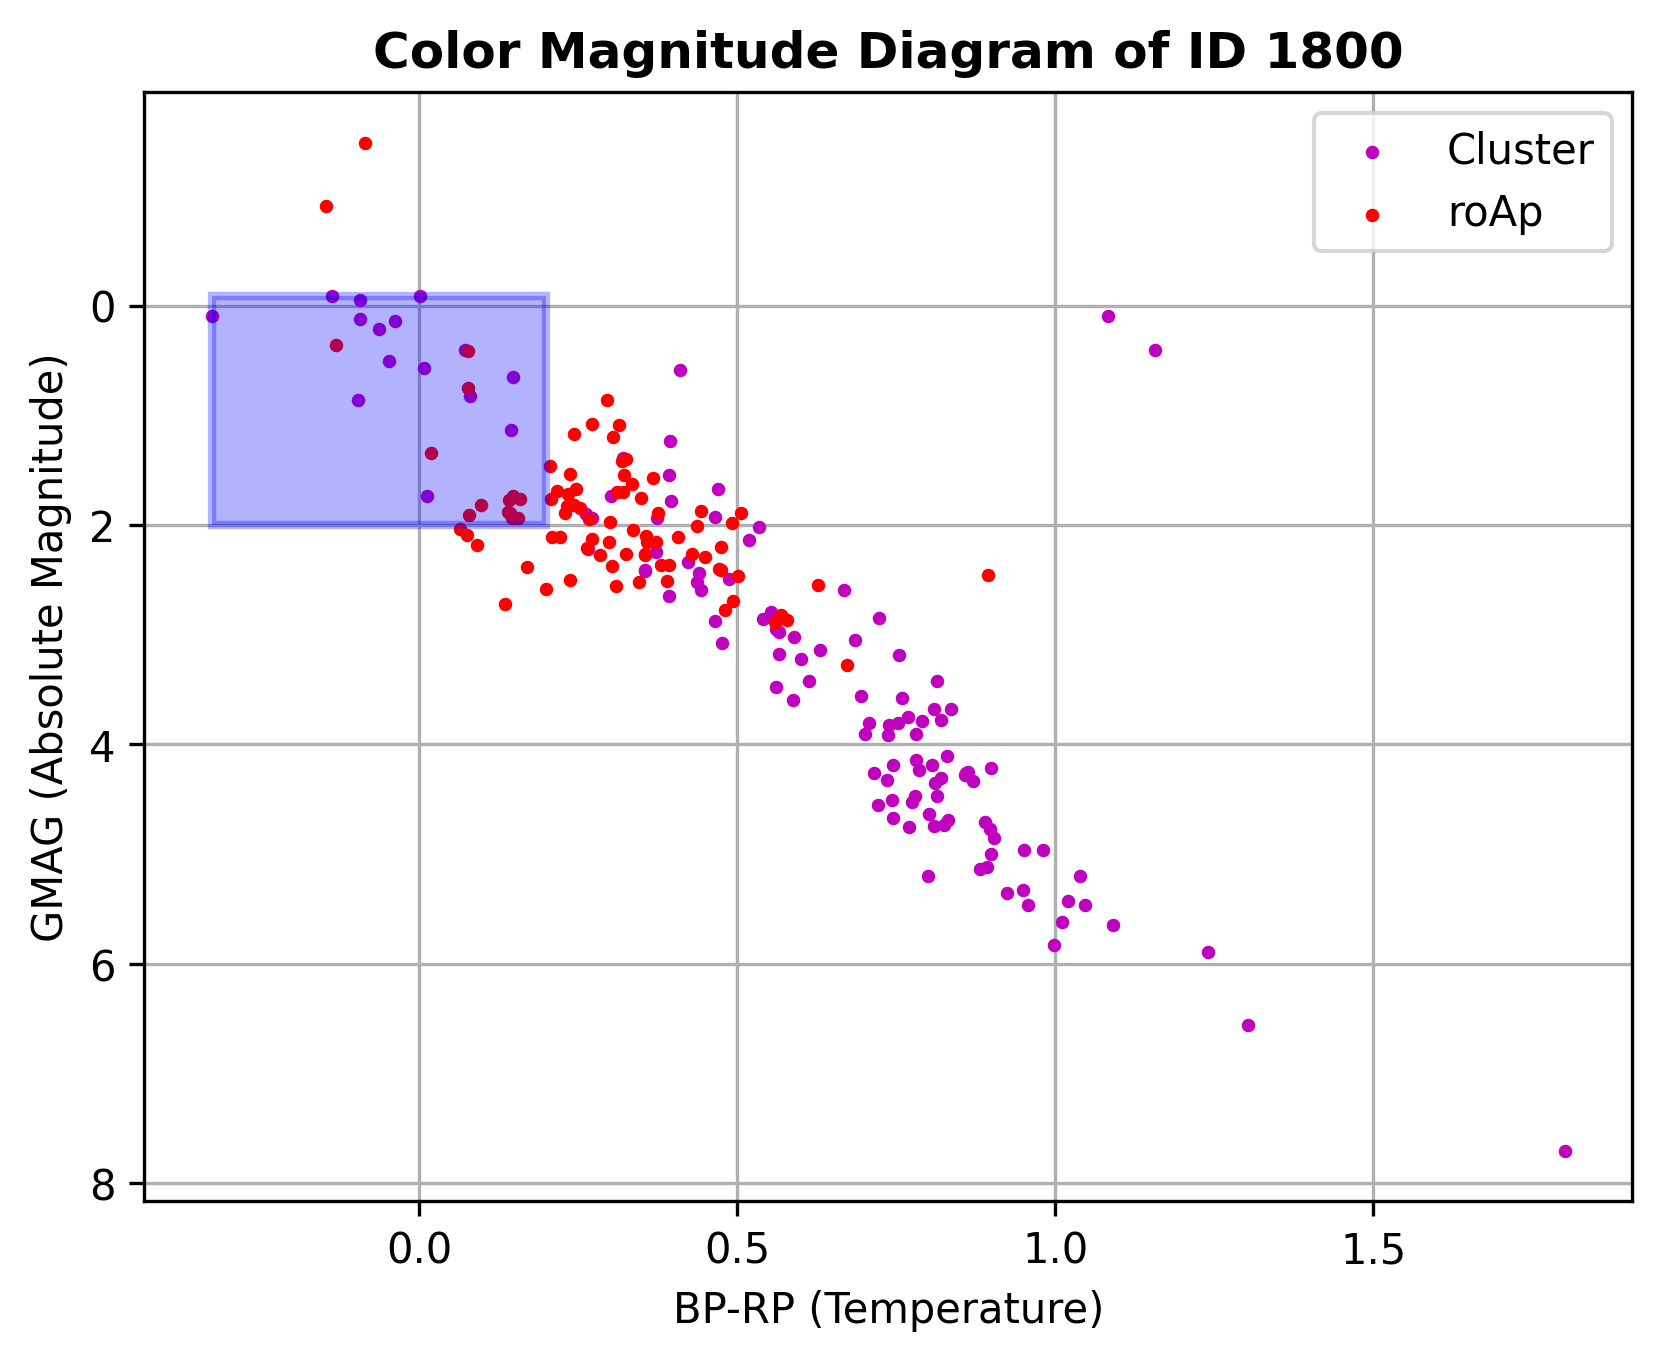 Color Magnitude Diagram of ID 1800
Cluster
roAp
0
2
4
6
8
GMAG (Absolute Magnitude)
0.0 0.5 1.0 1.5
BP-RP (Temperature)